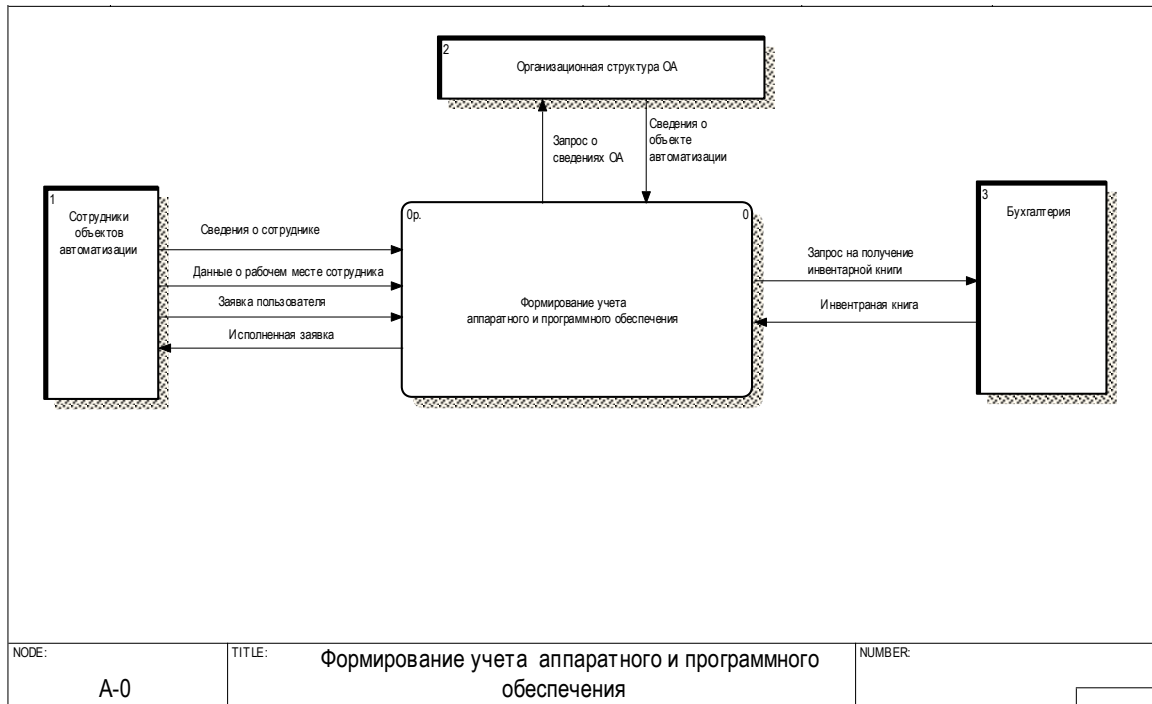 2
Организационная структура ОА
Запрос о
сведениях ОА
Сведения о
объекте
автоматизации
1
Сотрудники
объектов
автоматизации
Сведения о сотруднике
Данные о рабочем месте сотрудника
Заявка пользователя
Исполненная заявка
0р.
0
Формирование учета
аппаратного и программного обеспечения
Запрос на получение
инвентарной книги
Инвентраная книга
3
Бухгалтерия
NODE:
A-0
TITLE:
Формирование учета аппаратного и программного
обеспечения
NUMBER: